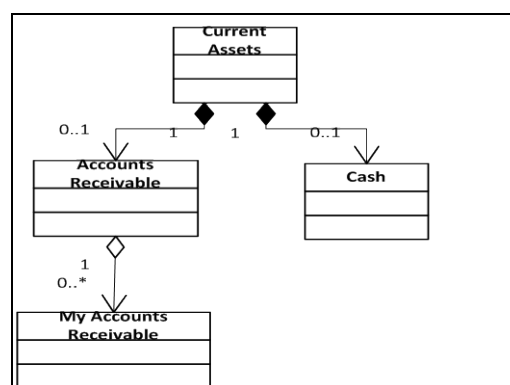 Current
Assets
0..1
1
1
0..1
Accounts
Receivable
Cash
1
0..*
My Accounts
Receivable